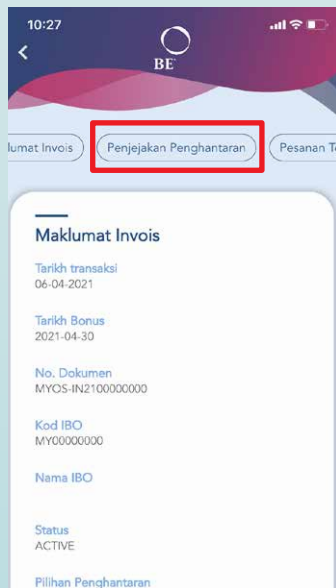 10:27
BE
lumat Invois
Penjejakan Penghantaran
Pesanan Te
Maklumat Invois
Tarikh transaksi
06-04-2021
Tarikh Bonus
2021-04-30
No. Dokumen
MYOS-IN2100000000
Kod IBO
MY00000000
Nama IBO
Status
ACTIVE
Pilihan Penghantaran